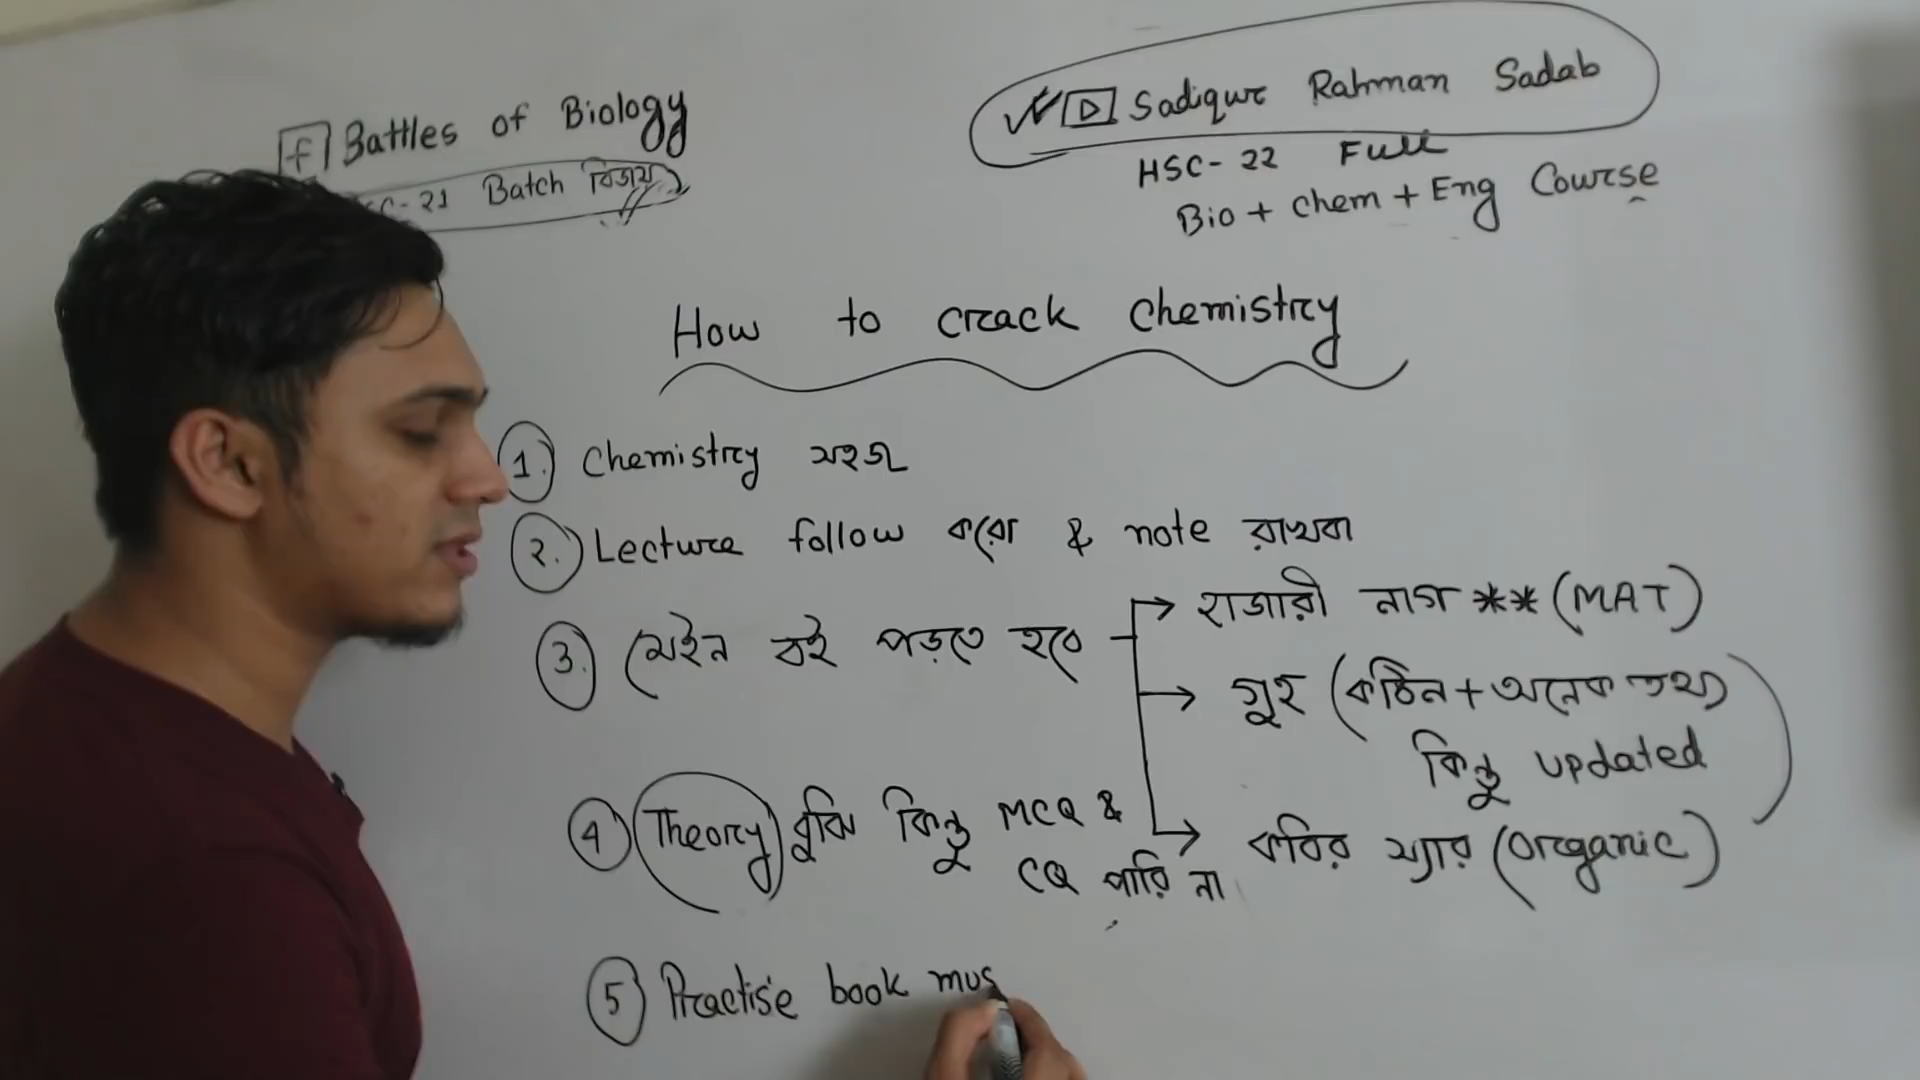 f Battles of Biology
C-21 Batch বিজয়
Sadiqur Rahman Sadab
HSC-22 Full
Bio + Chem + Eng Course
How to crack Chemistry
1. Chemistry সহজ
2. Lecture follow করো & note রাখবা
3. মেইন বই পড়তে হবে
হাজারী নাগ ** (MAT)
গুহ (কঠিন + অনেক তথ্য
কিন্তু updated)
কবির স্যার (Organic)
4 Theory বুঝি কিন্তু MCQ &
CQ পারি না
5 Practise book mus